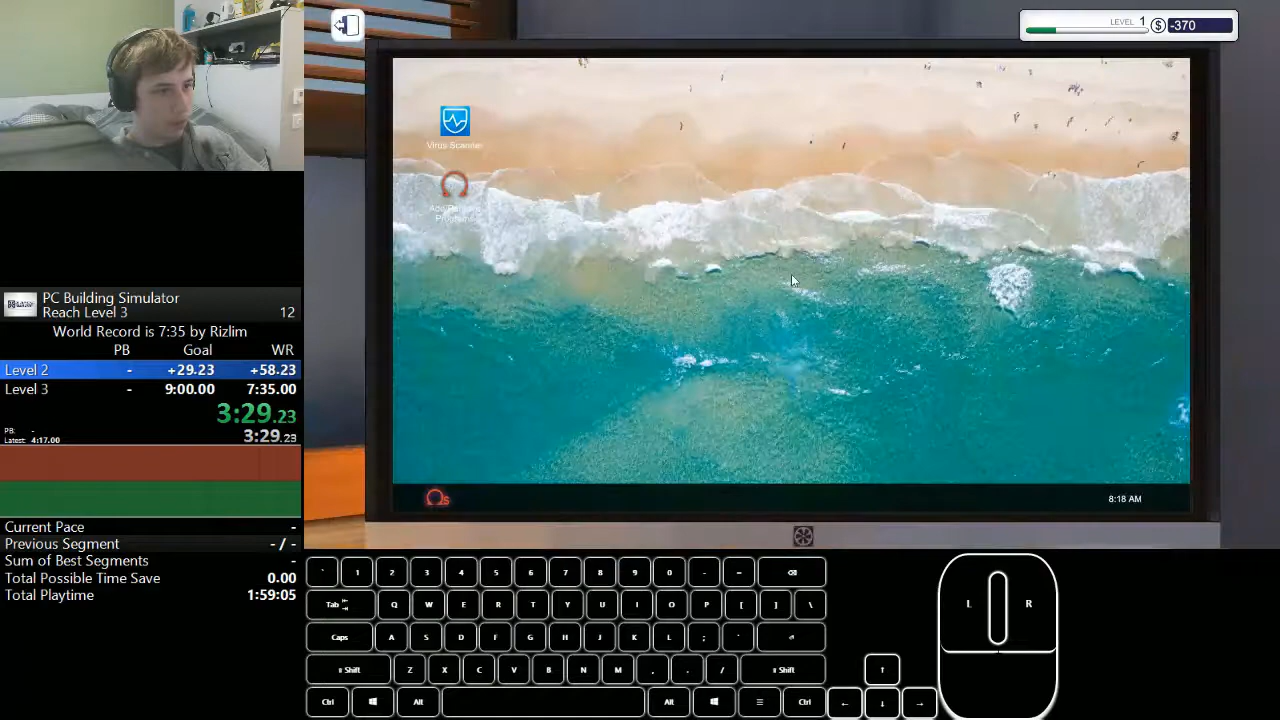 LEVEL 1 $ -370
Virus Scanner
Add/Remove
Programs
8:18 AM
PC Building Simulator
Reach Level 3 12
World Record is 7:35 by Rizlim
PB Goal WR
Level 2 - +29.23 +58.23
Level 3 - 9:00.00 7:35.00
3:29.23
PB: -
Latest: 4:17.00 3:29.23
Current Pace -
Previous Segment - / -
Sum of Best Segments -
Total Possible Time Save 0.00
Total Playtime 1:59:05
` 1 2 3 4 5 6 7 8 9 0 - =
Tab Q W E R T Y U I O P [ ] \
Caps A S D F G H J K L ; '
Shift Z X C V B N M , . / Shift
Ctrl Alt Alt Ctrl
L R